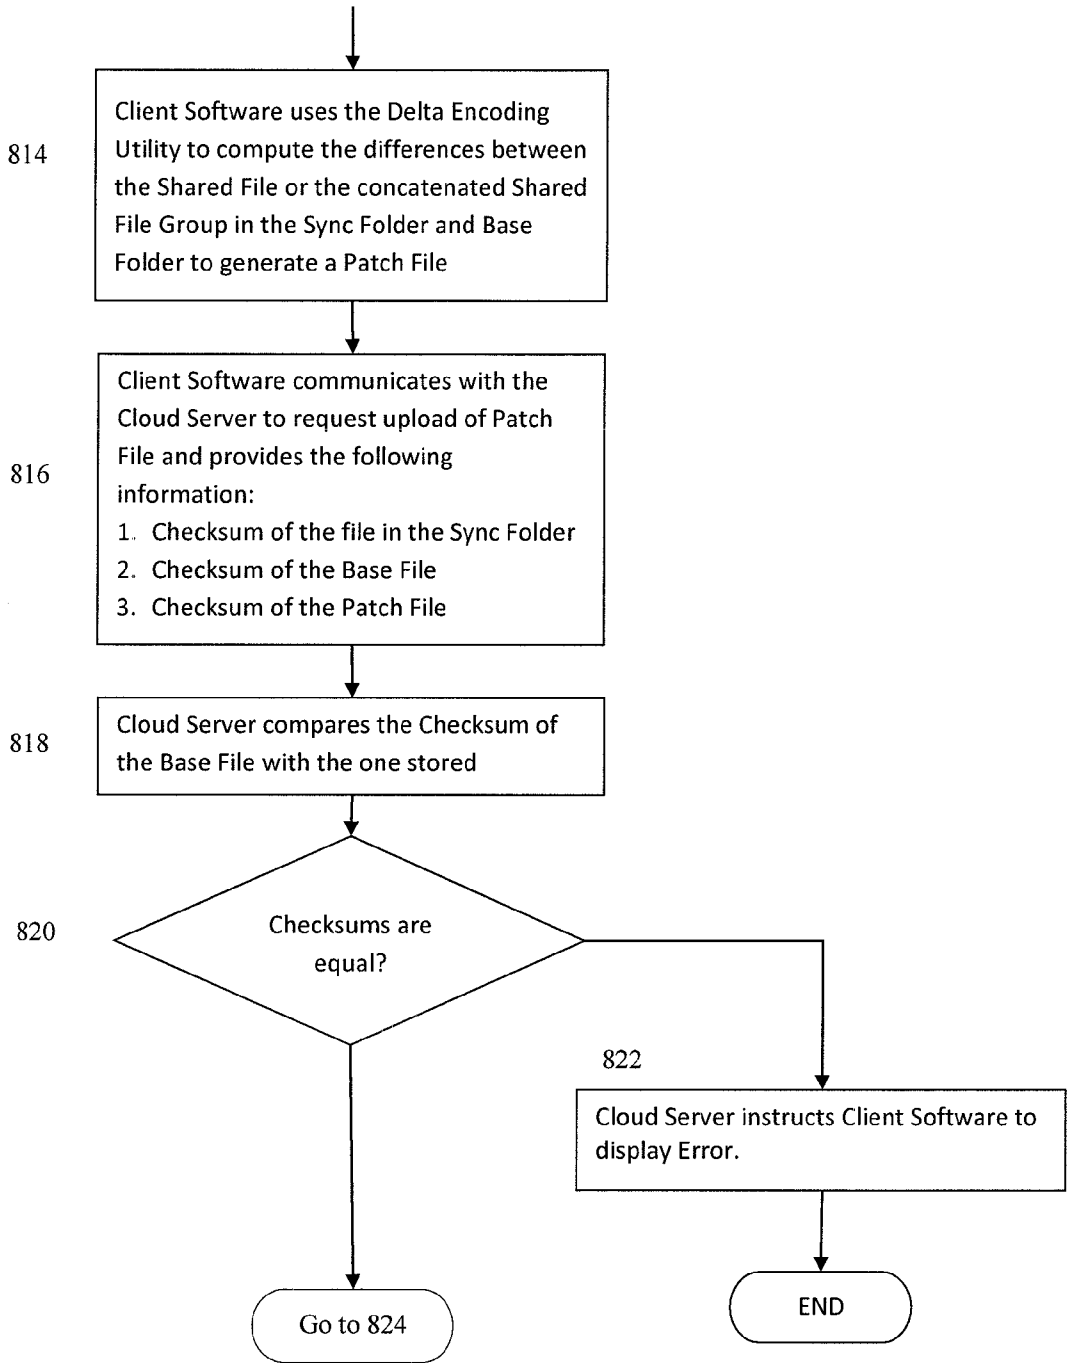 814
Client Software uses the Delta Encoding
Utility to compute the differences between
the Shared File or the concatenated Shared
File Group in the Sync Folder and Base
Folder to generate a Patch File
816
Client Software communicates with the
Cloud Server to request upload of Patch
File and provides the following
information:
1. Checksum of the file in the Sync Folder
2. Checksum of the Base File
3. Checksum of the Patch File
818
Cloud Server compares the Checksum of
the Base File with the one stored
820
Checksums are
equal?
822
Cloud Server instructs Client Software to
display Error.
Go to 824
END